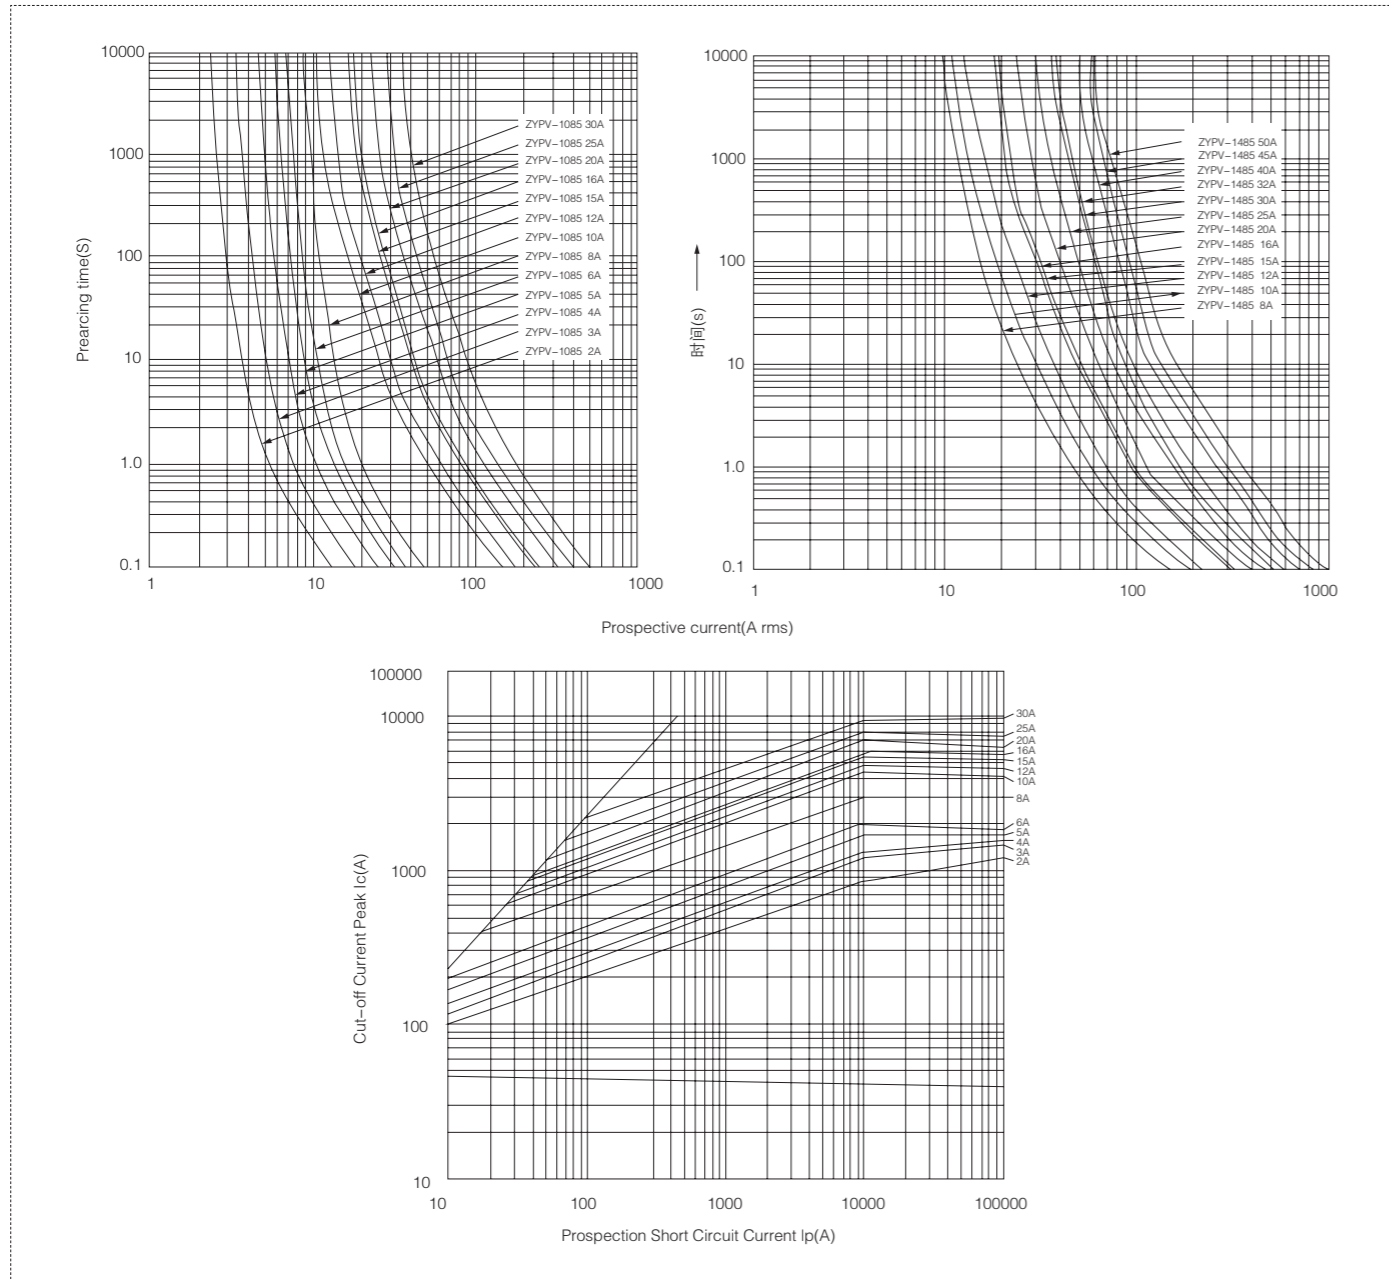 10000
1000
100
10
1.0
0.1
Prearcing time(S)
ZYPV-1085 30A
ZYPV-1085 25A
ZYPV-1085 20A
ZYPV-1085 16A
ZYPV-1085 15A
ZYPV-1085 12A
ZYPV-1085 10A
ZYPV-1085 8A
ZYPV-1085 6A
ZYPV-1085 5A
ZYPV-1085 4A
ZYPV-1085 3A
ZYPV-1085 2A
1 10 100 1000
10000
1000
100
10
1.0
0.1
时间(s)
ZYPV-1485 50A
ZYPV-1485 45A
ZYPV-1485 40A
ZYPV-1485 32A
ZYPV-1485 30A
ZYPV-1485 25A
ZYPV-1485 20A
ZYPV-1485 16A
ZYPV-1485 15A
ZYPV-1485 12A
ZYPV-1485 10A
ZYPV-1485 8A
1 10 100 1000
Prospective current(A rms)
100000
10000
1000
100
10
Cut-off Current Peak Ic(A)
30A
25A
20A
16A
15A
12A
10A
8A
6A
5A
4A
3A
2A
10 100 1000 10000 100000
Prospection Short Circuit Current Ip(A)